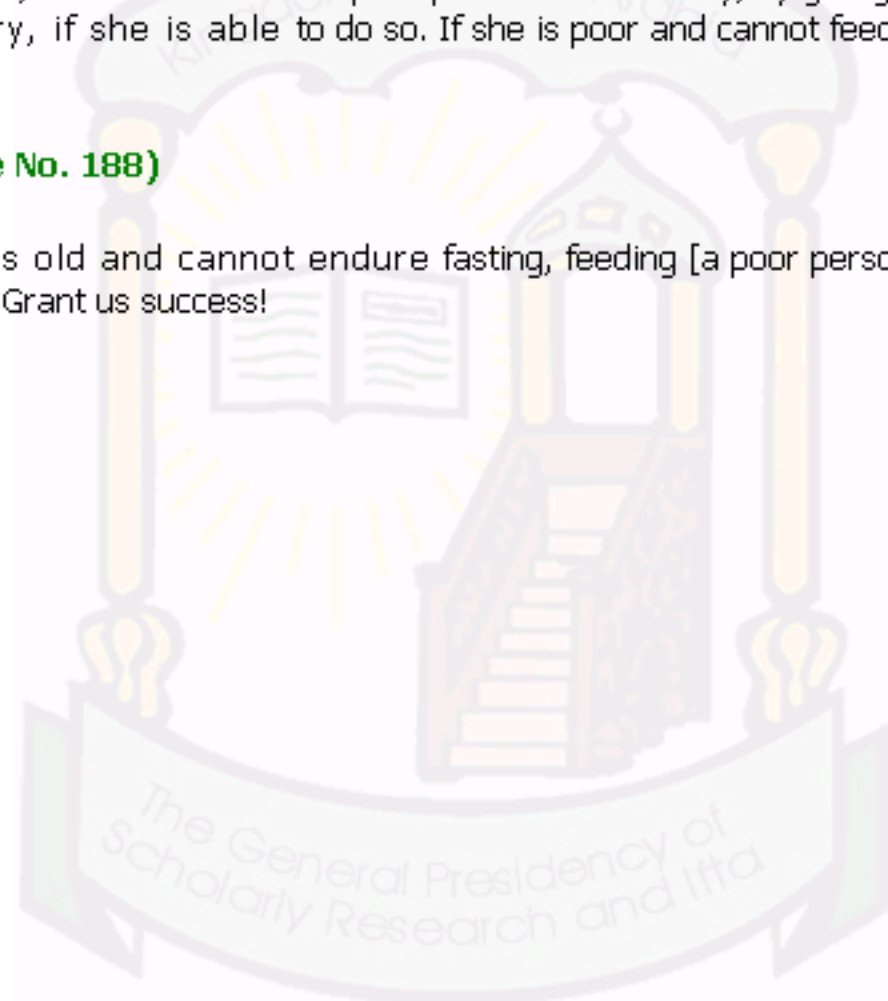 ry, if she is able to do so. If she is poor and cannot feed
No. 188)
s old and cannot endure fasting, feeding [a poor perso
Grant us success!
The General Presidency of
Scholarly Research and Ifta